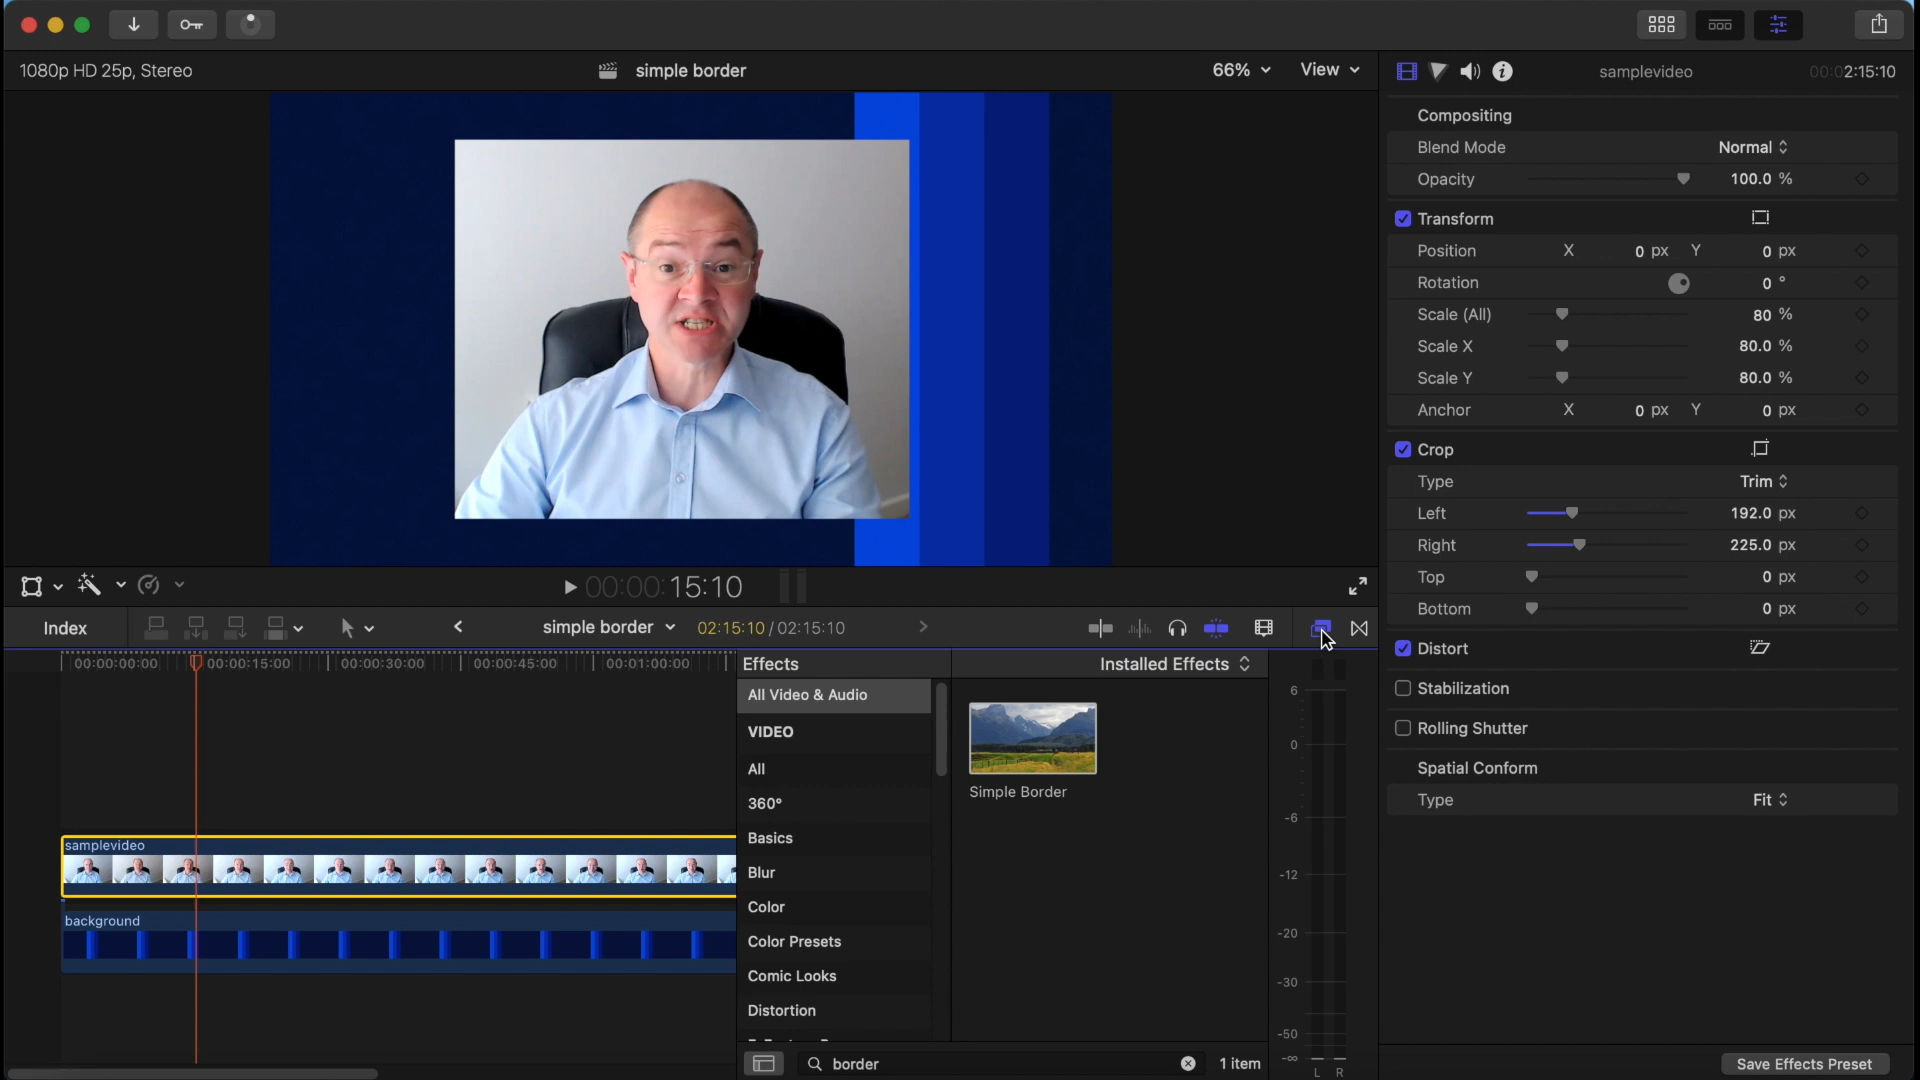 1080p HD 25p, Stereo
simple border
66%
View
samplevideo
00:02:15:10
Compositing
Blend Mode
Normal
Opacity
100.0 %
Transform
Position
X
0 px
Y
0 px
Rotation
0 °
Scale (All)
80 %
Scale X
80.0 %
Scale Y
80.0 %
Anchor
X
0 px
Y
0 px
Crop
Type
Trim
Left
192.0 px
Right
225.0 px
Top
0 px
Bottom
0 px
Distort
Stabilization
Rolling Shutter
Spatial Conform
Type
Fit
00:00:15:10
Index
simple border
02:15:10 / 02:15:10
00:00:00:00
00:00:15:00
00:00:30:00
00:00:45:00
00:01:00:00
samplevideo
background
Effects
Installed Effects
All Video & Audio
VIDEO
All
360°
Basics
Blur
Color
Color Presets
Comic Looks
Distortion
Simple Border
border
1 item
6
0
-6
-12
-20
-30
-50
-∞
L R
Save Effects Preset